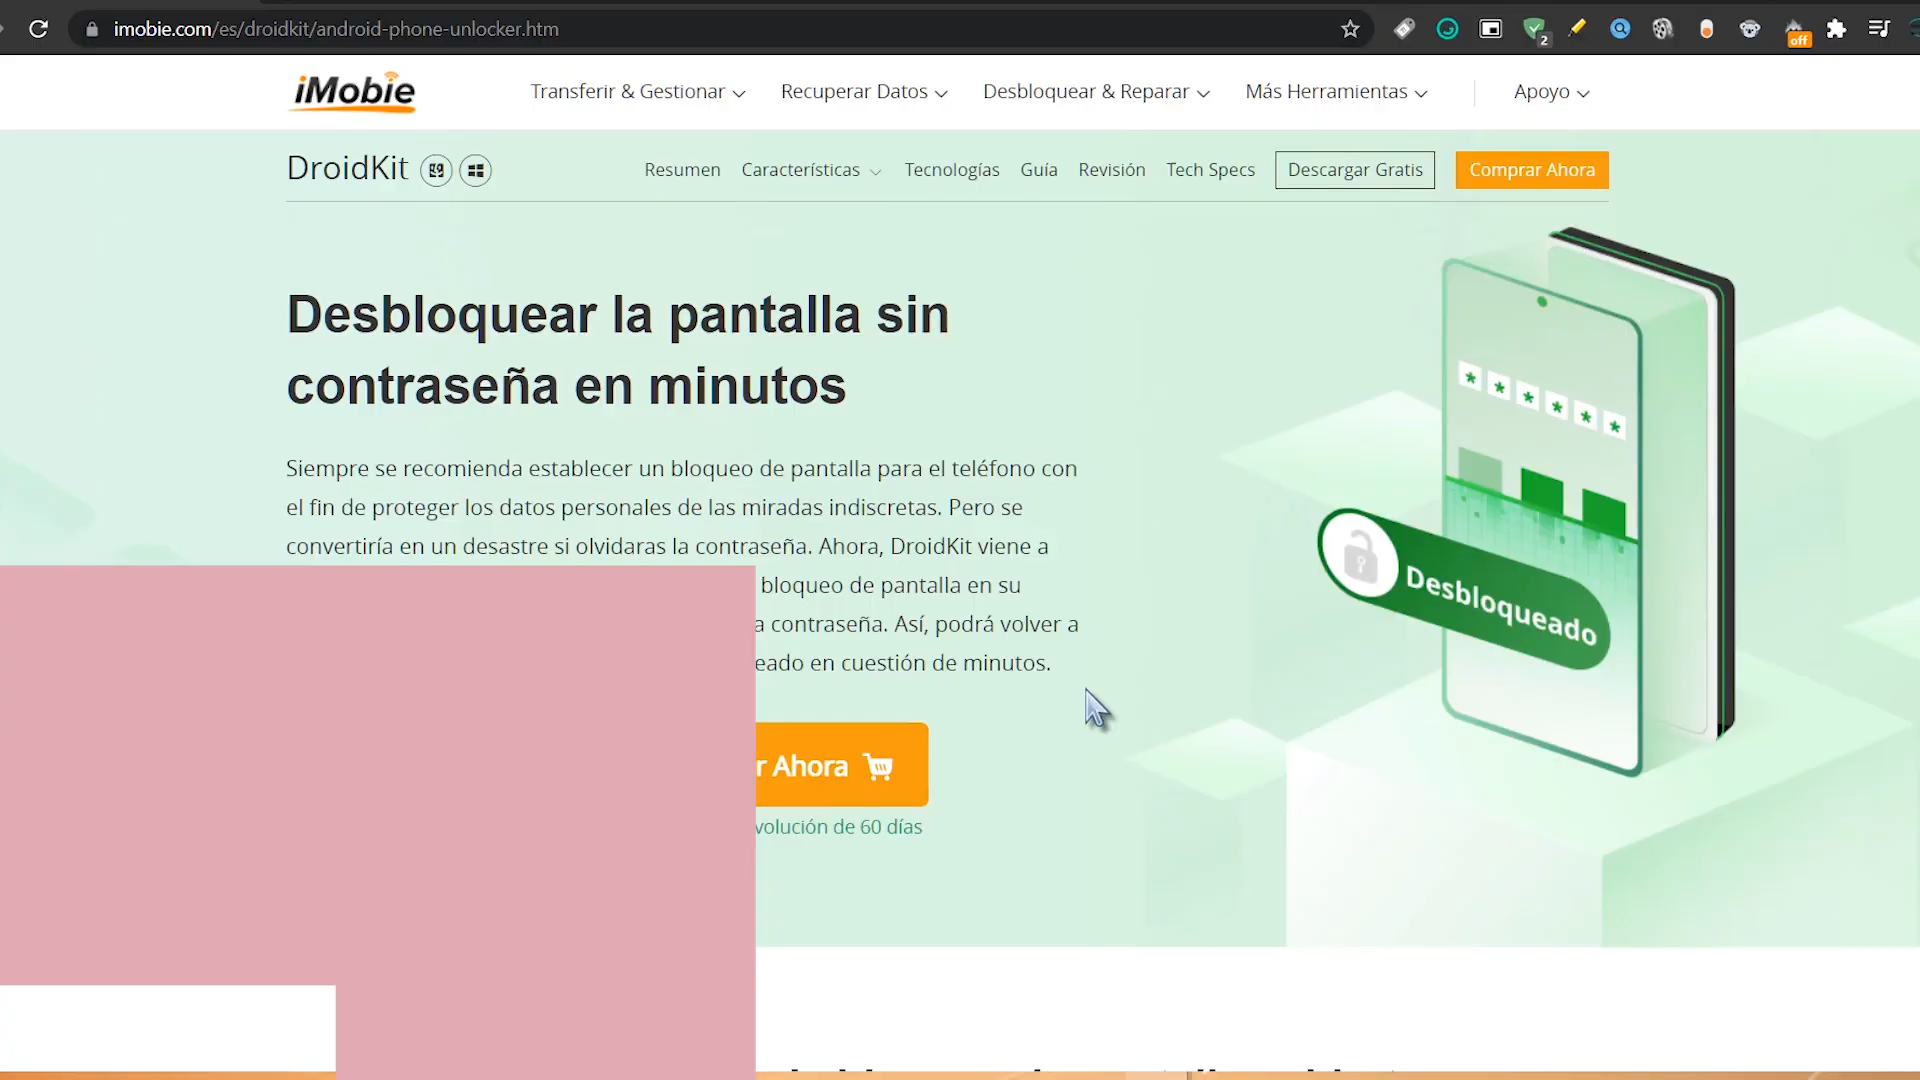 imobie.com/es/droidkit/android-phone-unlocker.htm
2
off
iMobie
Transferir & Gestionar
Recuperar Datos
Desbloquear & Reparar
Más Herramientas
Apoyo
DroidKit
Resumen
Características
Tecnologías
Guía
Revisión
Tech Specs
Descargar Gratis
Comprar Ahora
Desbloquear la pantalla sin
contraseña en minutos
Siempre se recomienda establecer un bloqueo de pantalla para el teléfono con
el fin de proteger los datos personales de las miradas indiscretas. Pero se
convertiría en un desastre si olvidaras la contraseña. Ahora, DroidKit viene a
bloqueo de pantalla en su
a contraseña. Así, podrá volver a
eado en cuestión de minutos.
r Ahora
volución de 60 días
* * * * * *
Desbloqueado